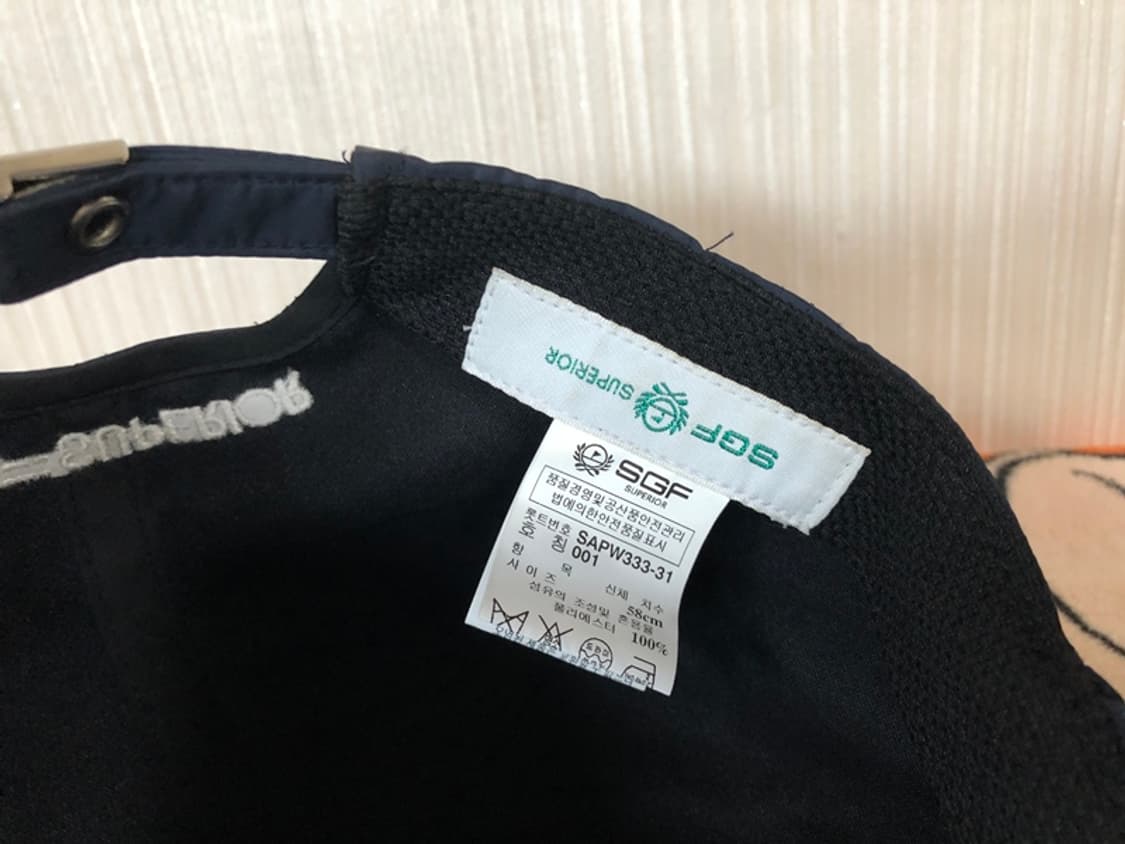 SUPERIOR
SGF SUPERIOR
SGF
SUPERIOR
품질경영및공산품안전관리
법에의한안전품질표시
롯트번호 SAPW333-31
호 칭 001
항 목 신체 치수
사 이 즈 58cm
섬유의 조성및 혼용율
폴리에스터 100%